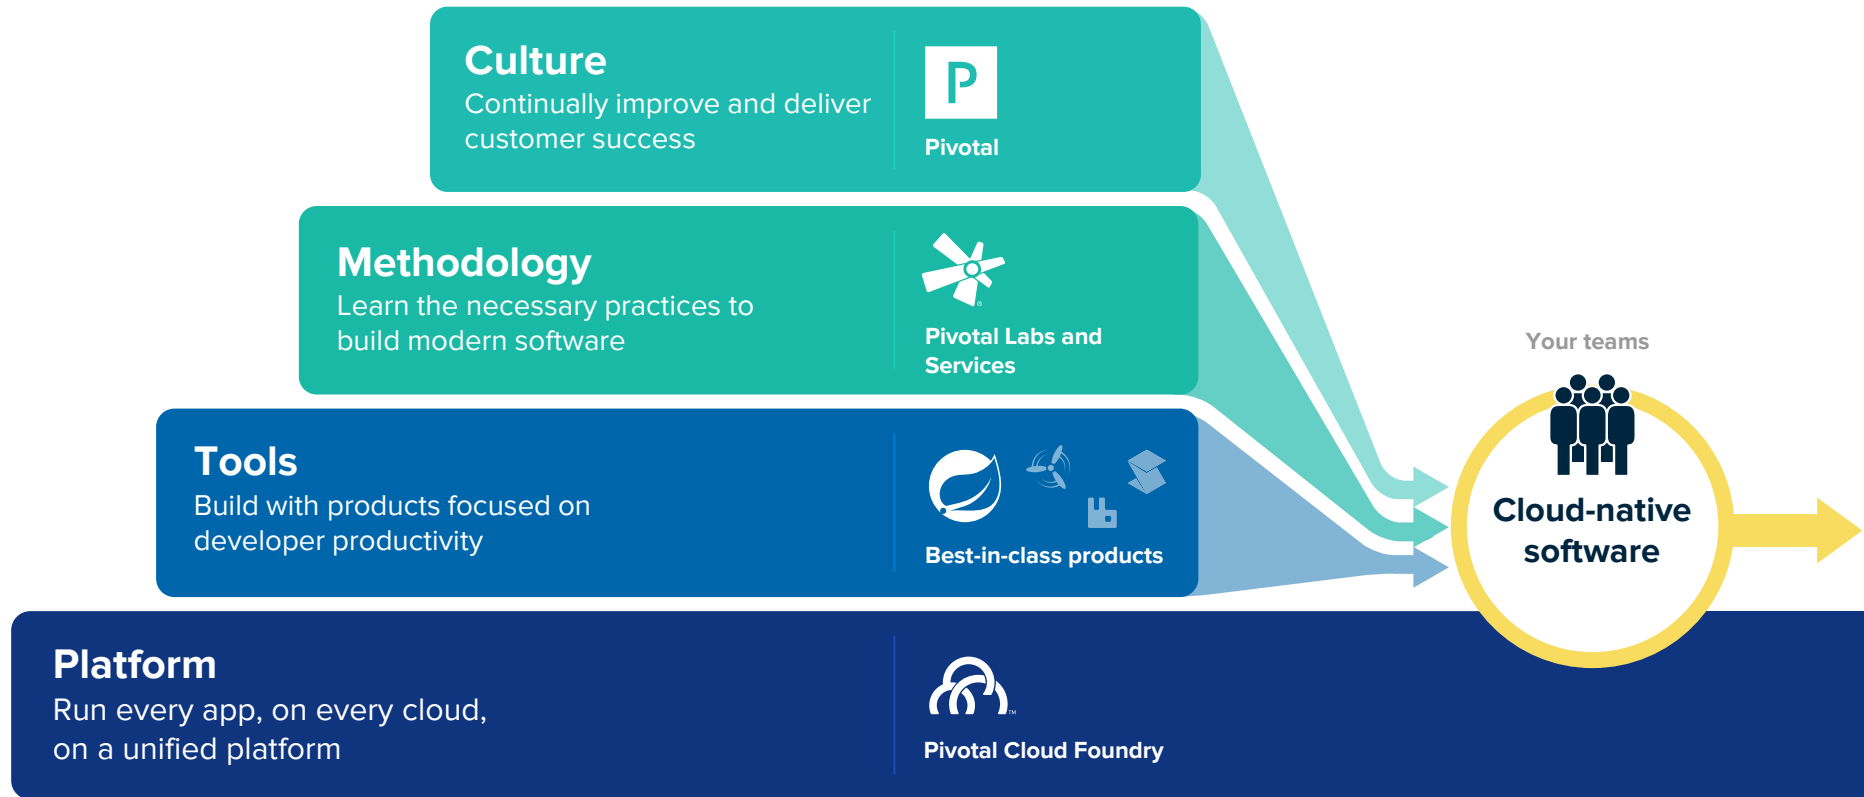 Culture
Continually improve and deliver
customer success
P
Pivotal
Methodology
Learn the necessary practices to
build modern software
®
Pivotal Labs and
Services
Tools
Build with products focused on
developer productivity
Best-in-class products
Platform
Run every app, on every cloud,
on a unified platform
™
Pivotal Cloud Foundry
Your teams
Cloud-native
software